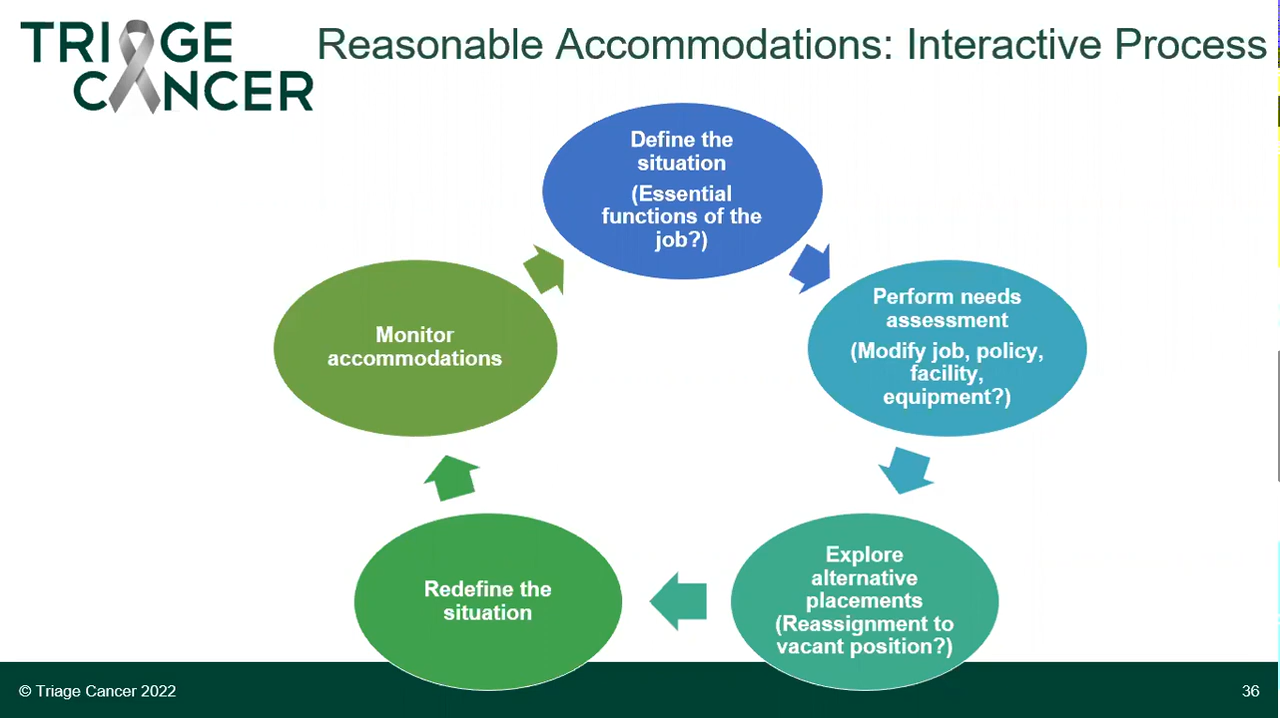 TRIAGE
CANCER
Reasonable Accommodations: Interactive Process
Define the
situation
(Essential
functions of the
job?)
Perform needs
assessment
(Modify job, policy,
facility,
equipment?)
Explore
alternative
placements
(Reassignment to
vacant position?)
Redefine the
situation
Monitor
accommodations
© Triage Cancer 2022
36